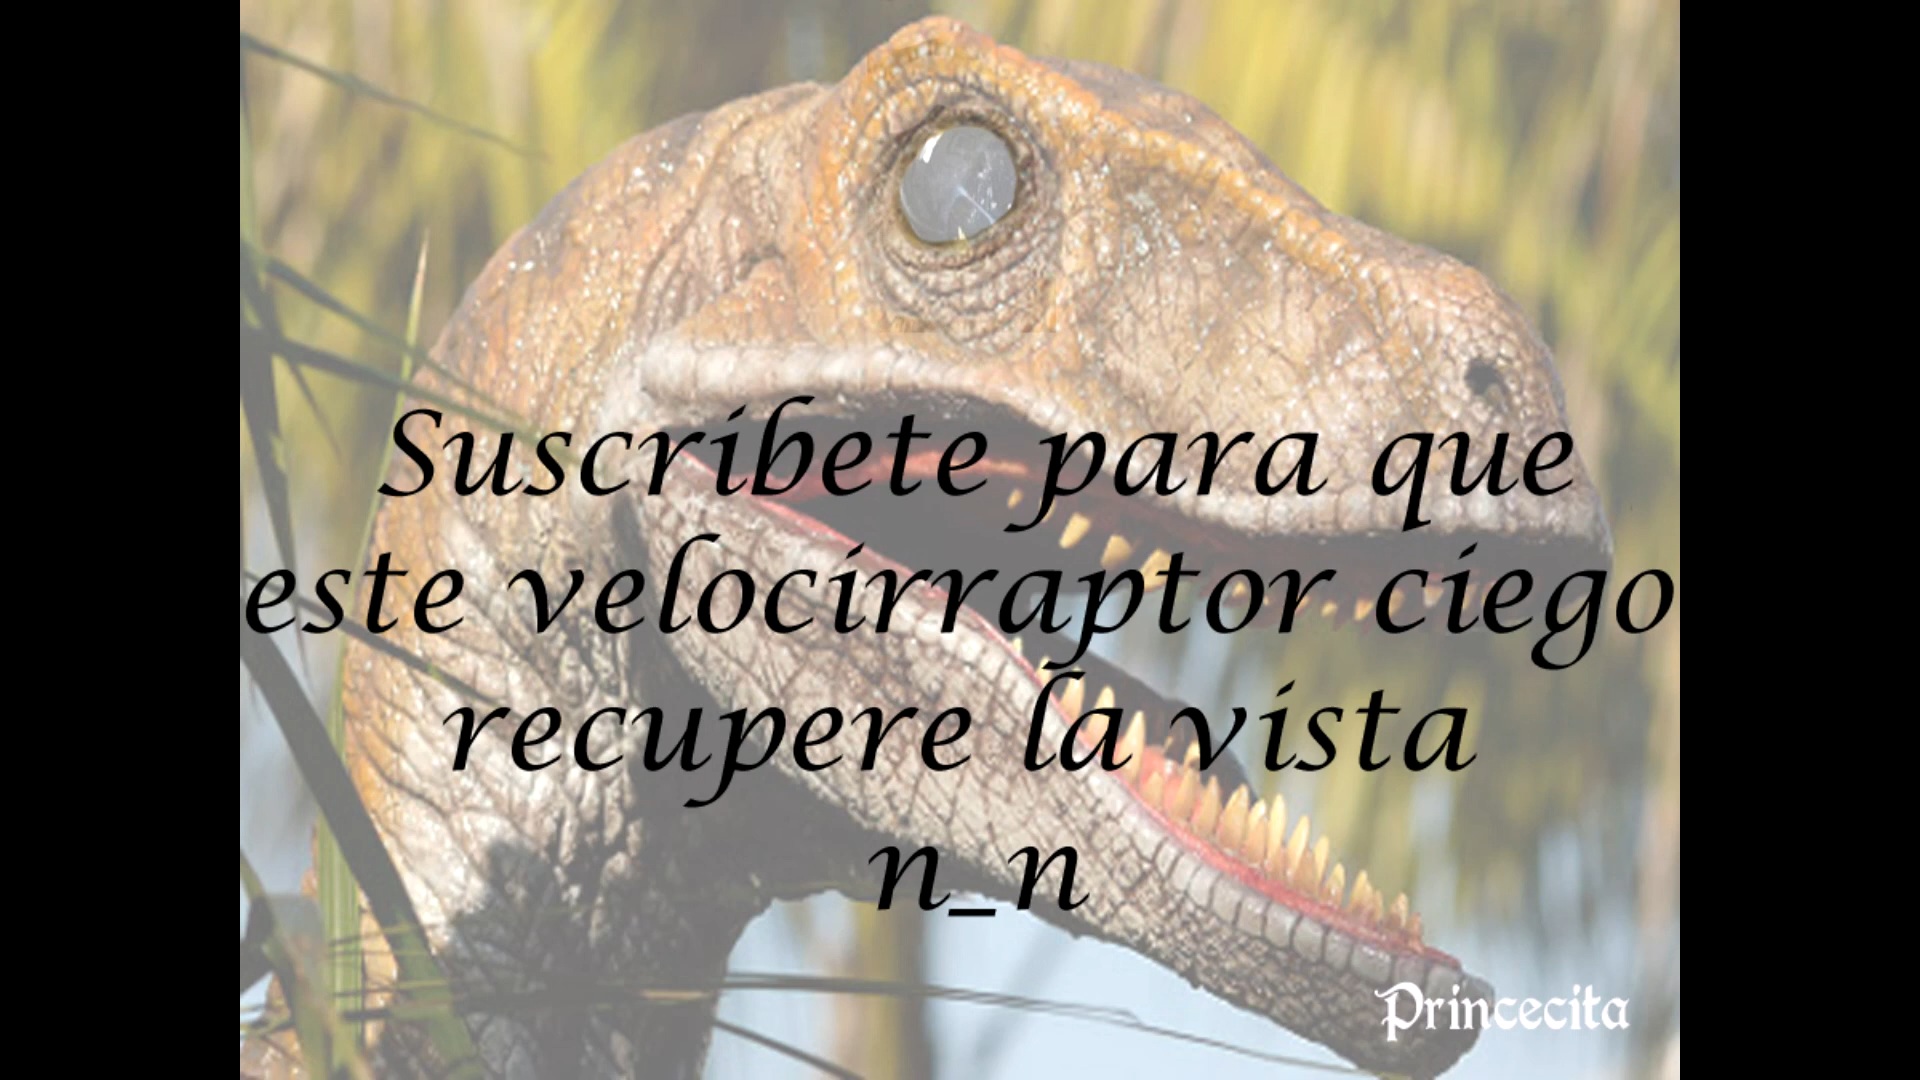 Suscribete para que
este velocirraptor ciego
recupere la vista
n_n
Princecita